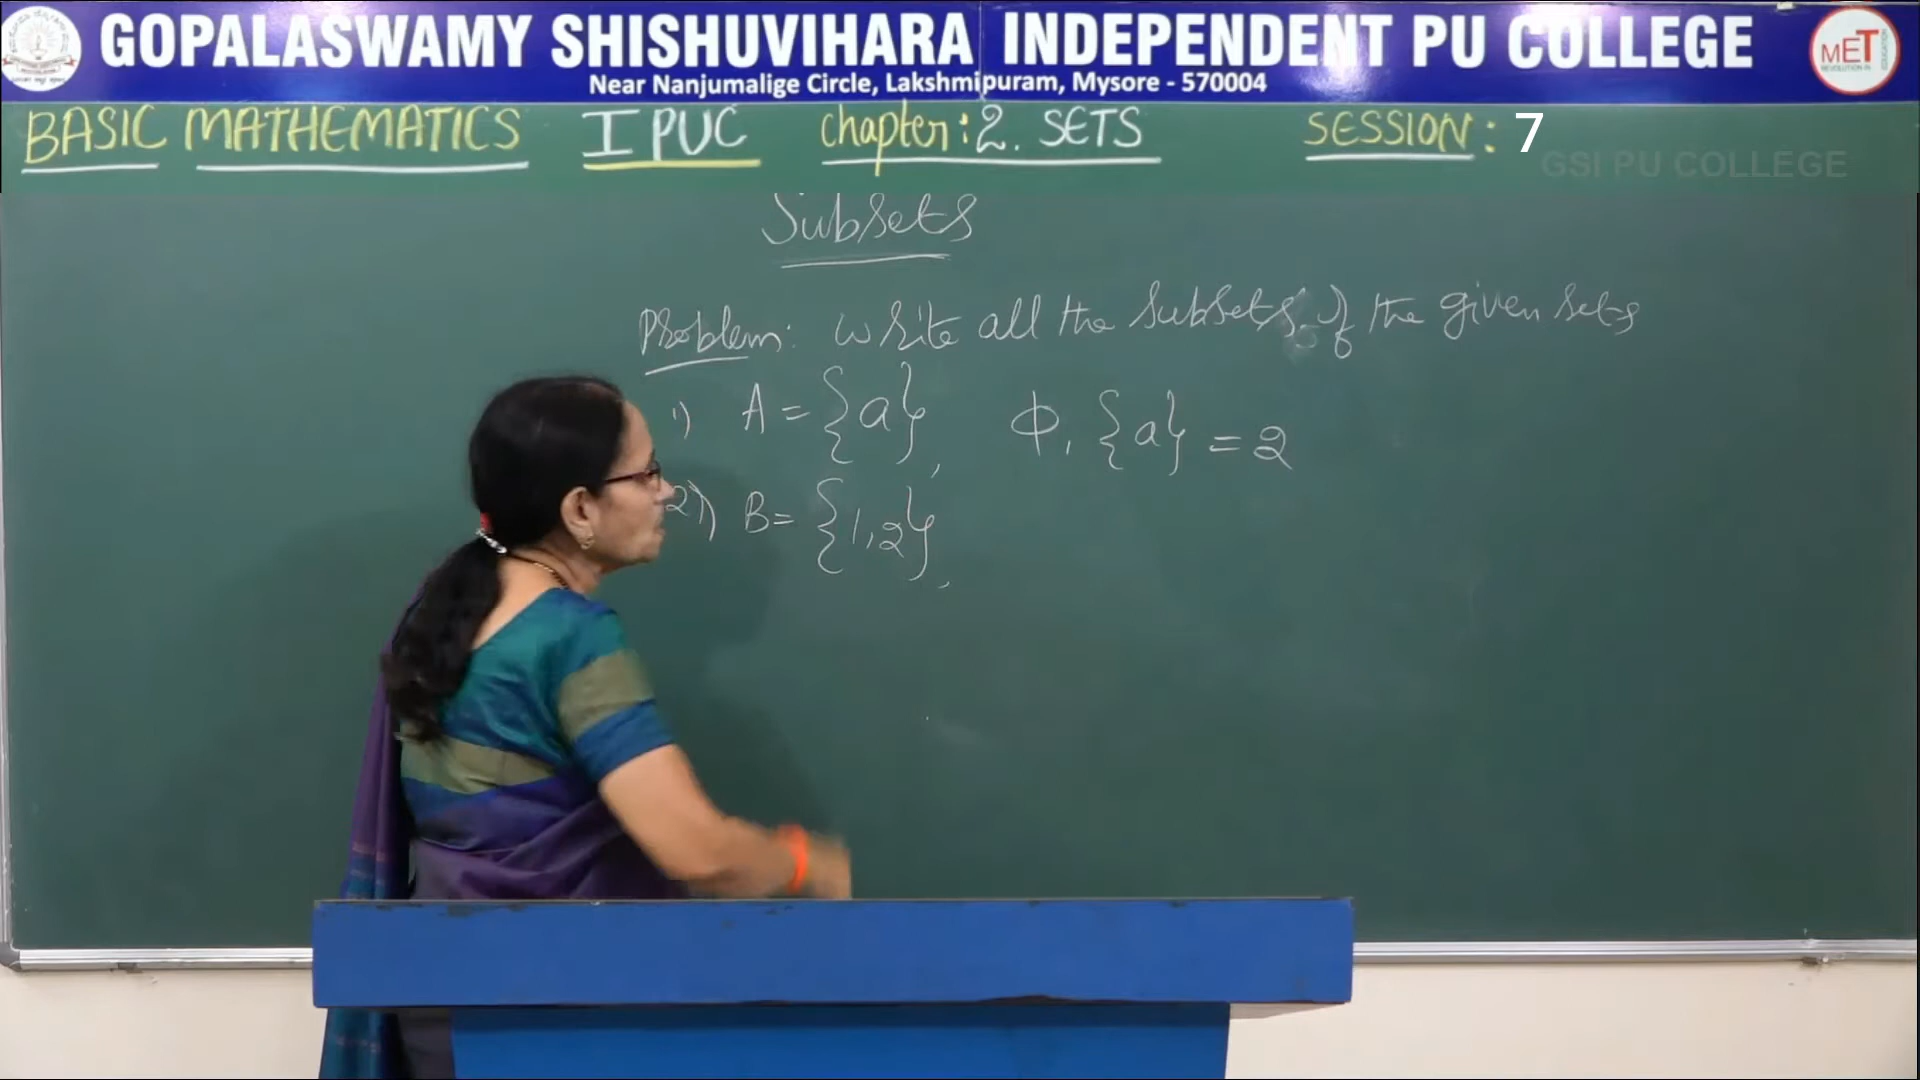 GOPALASWAMY SHISHUVIHARA INDEPENDENT PU COLLEGE
Near Nanjumalige Circle, Lakshmipuram, Mysore - 570004
MET
BASIC MATHEMATICS I PUC chapter: 2. SETS SESSION: 7
GSI PU COLLEGE
Subsets
Problem: write all the subsets of the given sets
1) A = {a}, Φ, {a} = 2
2) B = {1,2},